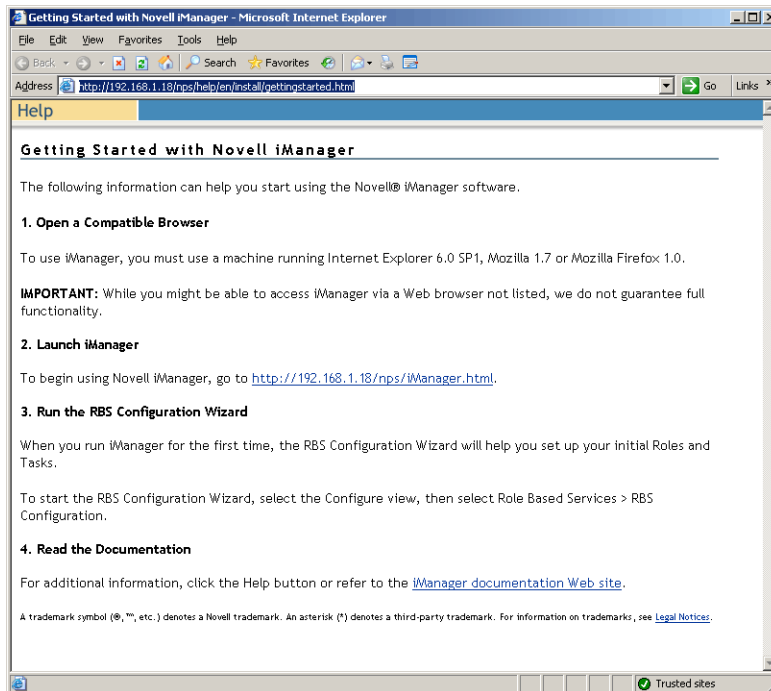 Getting Started with Novell iManager - Microsoft Internet Explorer
File Edit View Favorites Tools Help
Back Search Favorites
Address http://192.168.1.18/nps/help/en/install/gettingstarted.html Go Links »
Help
Getting Started with Novell iManager
The following information can help you start using the Novell® iManager software.
1. Open a Compatible Browser
To use iManager, you must use a machine running Internet Explorer 6.0 SP1, Mozilla 1.7 or Mozilla Firefox 1.0.
IMPORTANT: While you might be able to access iManager via a Web browser not listed, we do not guarantee full
functionality.
2. Launch iManager
To begin using Novell iManager, go to http://192.168.1.18/nps/iManager.html.
3. Run the RBS Configuration Wizard
When you run iManager for the first time, the RBS Configuration Wizard will help you set up your initial Roles and
Tasks.
To start the RBS Configuration Wizard, select the Configure view, then select Role Based Services > RBS
Configuration.
4. Read the Documentation
For additional information, click the Help button or refer to the iManager documentation Web site.
A trademark symbol (®, ™, etc.) denotes a Novell trademark. An asterisk (*) denotes a third-party trademark. For information on trademarks, see Legal Notices.
Trusted sites